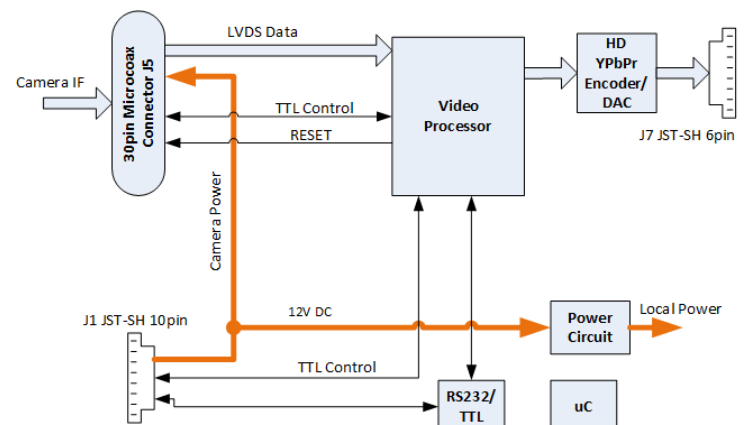 LVDS Data
HD
YPbPr
Encoder/
DAC
Camera IF
30pin Microcoax
Connector J5
TTL Control
Video
Processor
RESET
J7 JST-SH 6pin
Camera Power
J1 JST-SH 10pin
12V DC
Power
Circuit
Local Power
TTL Control
RS232/
TTL
uC